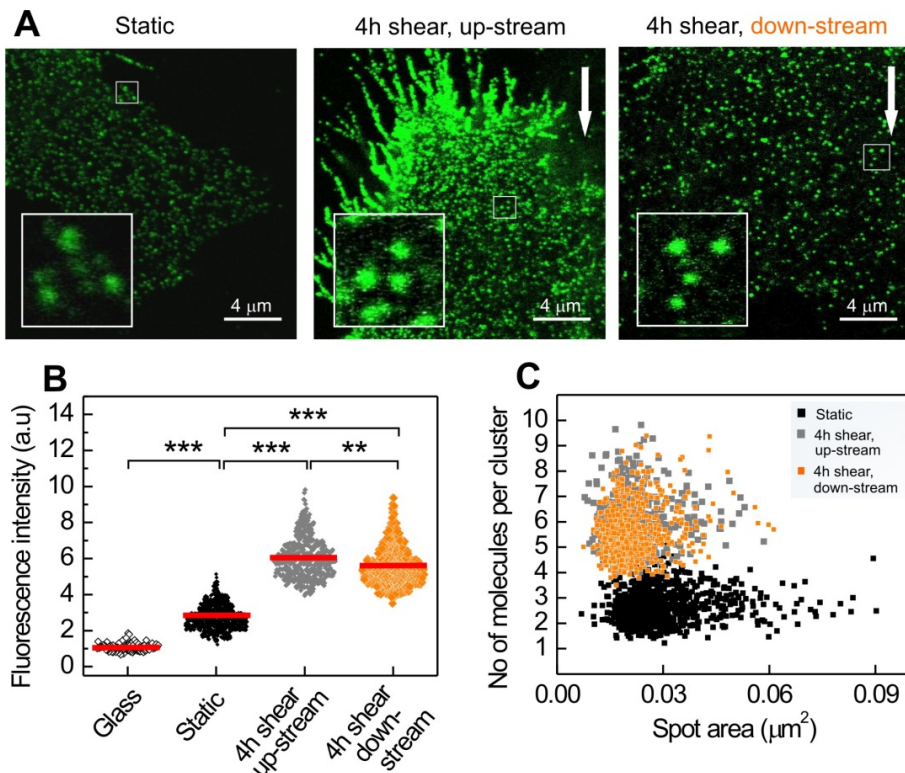 A
Static
4h shear, up-stream
4h shear, down-stream
4 μm
4 μm
4 μm
B
Fluorescence intensity (a.u)
14
12
10
8
6
4
2
0
***
***
***
**
Glass
Static
4h shear
up-stream
4h shear
down-
stream
C
No of molecules per cluster
10
9
8
7
6
5
4
3
2
1
Static
4h shear,
up-stream
4h shear,
down-stream
0.00
0.03
0.06
0.09
Spot area (μm²)